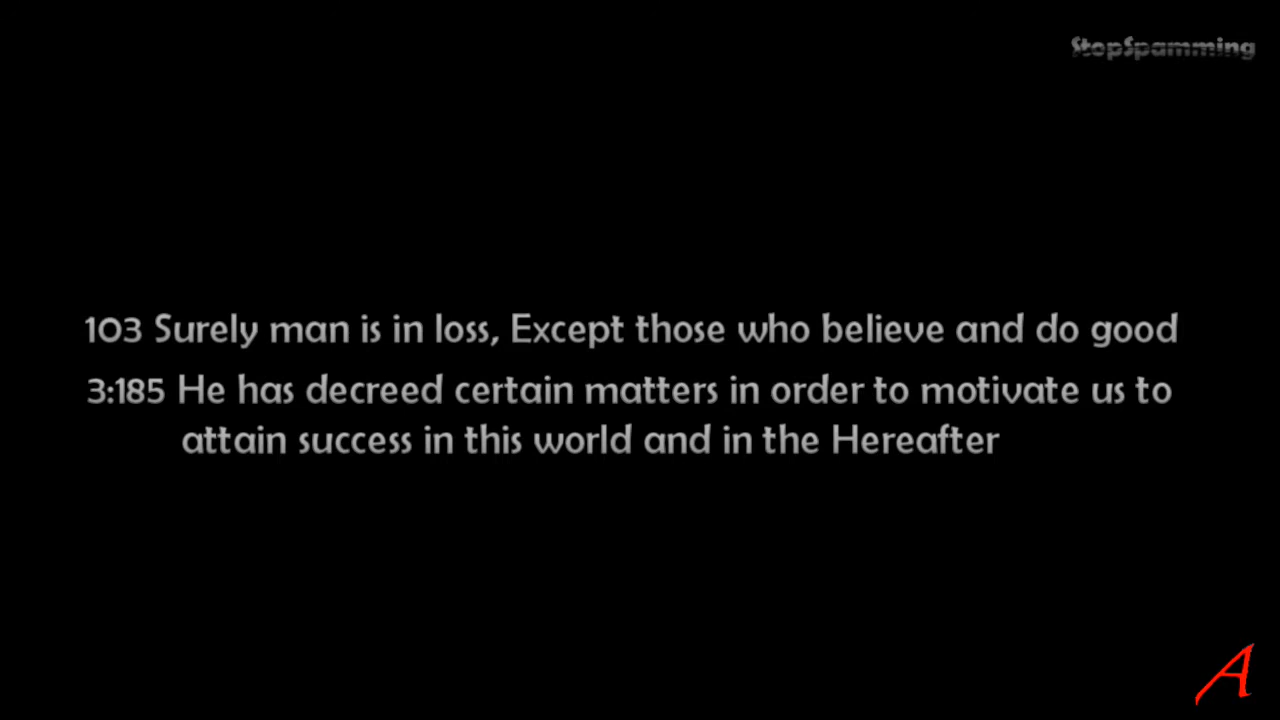 StopSpamming
103 Surely man is in loss, Except those who believe and do good
3:185 He has decreed certain matters in order to motivate us to
attain success in this world and in the Hereafter
A